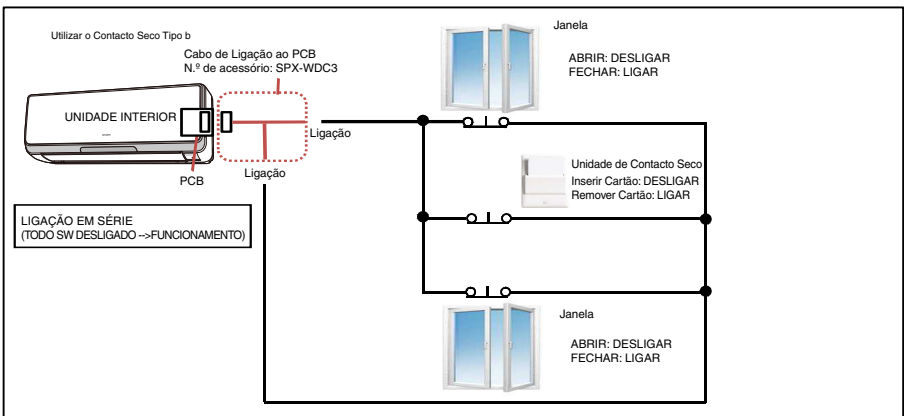 Utilizar o Contacto Seco Tipo b
Cabo de Ligação ao PCB
N.º de acessório: SPX-WDC3
UNIDADE INTERIOR
Ligação
Ligação
PCB
LIGAÇÃO EM SÉRIE
(TODO SW DESLIGADO -->FUNCIONAMENTO)
Janela
ABRIR: DESLIGAR
FECHAR: LIGAR
Unidade de Contacto Seco
Inserir Cartão: DESLIGAR
Remover Cartão: LIGAR
Janela
ABRIR: DESLIGAR
FECHAR: LIGAR